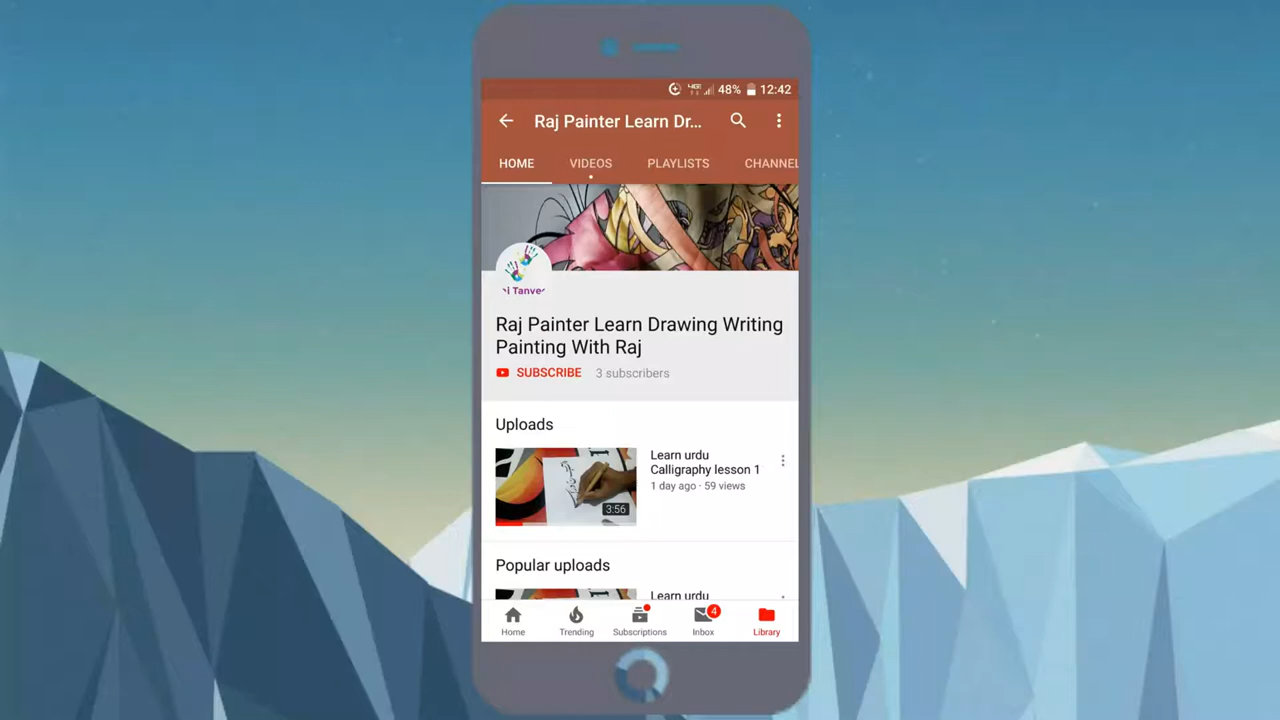 48% 12:42
Raj Painter Learn Dr...
HOME VIDEOS PLAYLISTS CHANNEL
Raj Painter Learn Drawing Writing
Painting With Raj
SUBSCRIBE 3 subscribers
Uploads
Learn urdu
Calligraphy lesson 1
1 day ago · 59 views
3:56
Popular uploads
Learn urdu
4
Home Trending Subscriptions Inbox Library